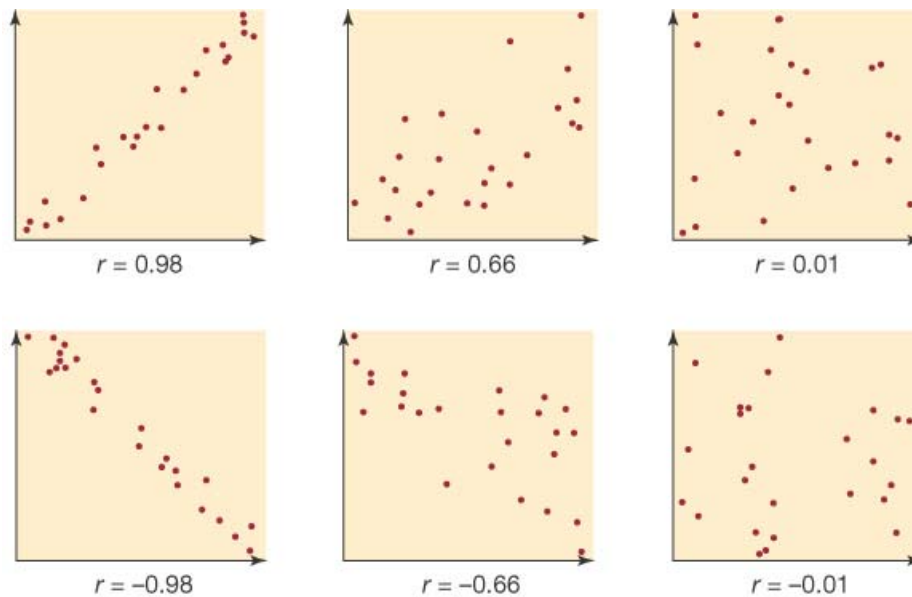 r = 0.98
r = 0.66
r = 0.01
r = –0.98
r = –0.66
r = –0.01